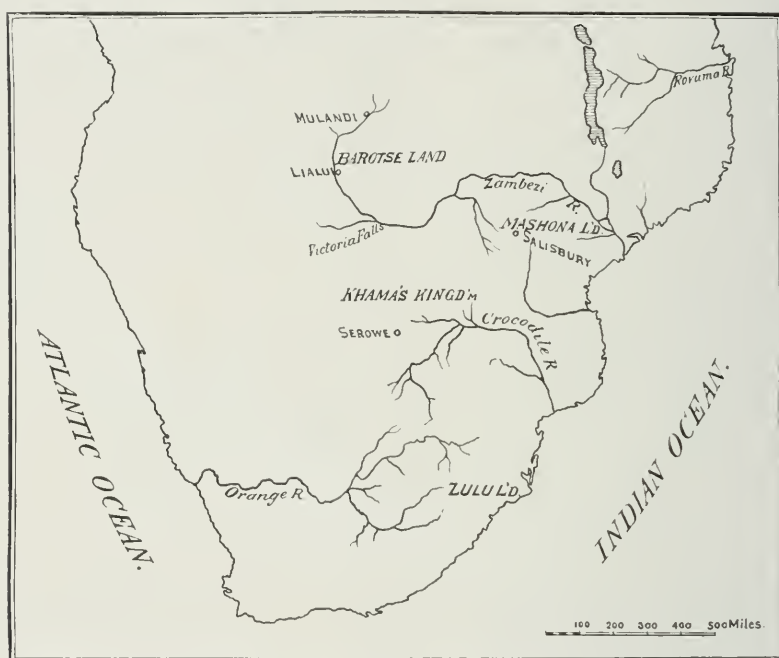 Rovuma R
MULANDI
BAROTSE LAND
LIALUI
Zambezi
R.
MASHONA L'D.
SALISBURY
Victoria Falls
KHAMA'S KINGD'M
Crocodile R
SEROWE
ATLANTIC OCEAN.
INDIAN OCEAN.
Orange R
ZULU L'D.
100 200 300 400 500 Miles.